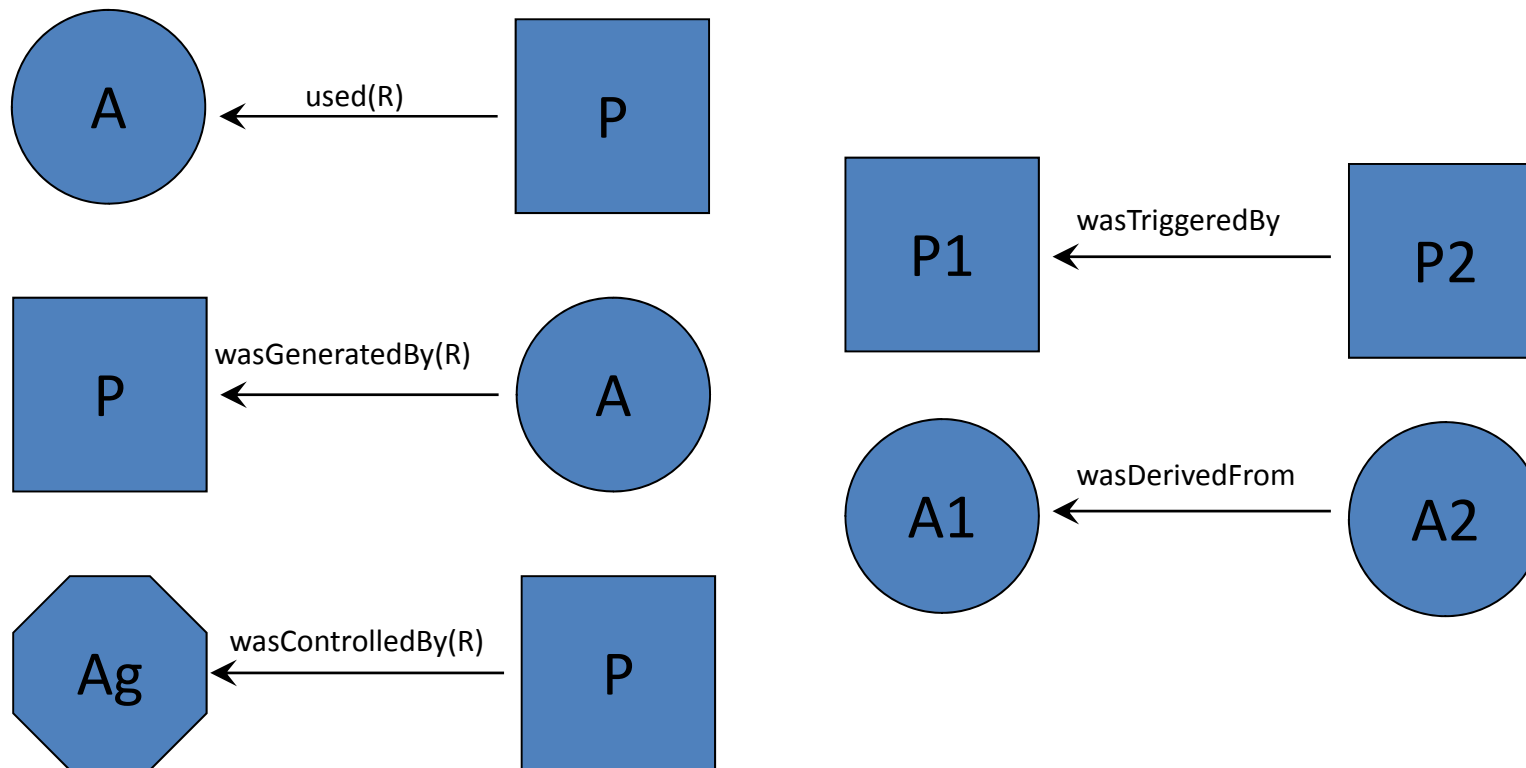 A
used(R)
P
P
wasGeneratedBy(R)
A
Ag
wasControlledBy(R)
P
P1
wasTriggeredBy
P2
A1
wasDerivedFrom
A2